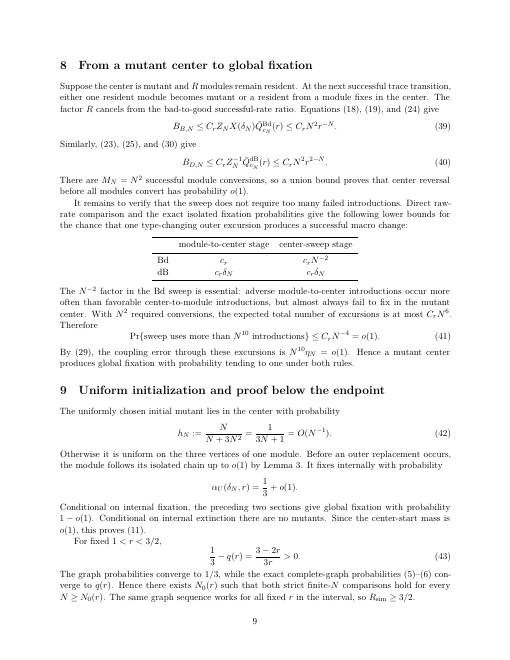 8 From a mutant center to global fixation
Suppose the center is mutant and R modules remain resident. At the next successful trace transition,
either one resident module becomes mutant or a resident from a module fixes in the center. The
factor R cancels from the bad-to-good successful-rate ratio. Equations (18), (19), and (24) give
B_{B,N} ≤ C_r Z_N X(δ_N) Q̄^{Bd}_{c_N}(r) ≤ C_r N² r^{−N}. (39)
Similarly, (23), (25), and (30) give
B_{D,N} ≤ C_r Z_N^{−1} Q̄^{dB}_{c_N}(r) ≤ C_r N² r^{2−N}. (40)
There are M_N = N² successful module conversions, so a union bound proves that center reversal
before all modules convert has probability o(1).
It remains to verify that the sweep does not require too many failed introductions. Direct raw-
rate comparison and the exact isolated fixation probabilities give the following lower bounds for
the chance that one type-changing outer excursion produces a successful macro change:
module-to-center stage center-sweep stage
Bd c_r c_r N^{−2}
dB c_r δ_N c_r δ_N
The N^{−2} factor in the Bd sweep is essential: adverse module-to-center introductions occur more
often than favorable center-to-module introductions, but almost always fail to fix in the mutant
center. With N² required conversions, the expected total number of excursions is at most C_r N⁶.
Therefore
Pr{sweep uses more than N¹⁰ introductions} ≤ C_r N^{−4} = o(1). (41)
By (29), the coupling error through these excursions is N¹⁰ η_N = o(1). Hence a mutant center
produces global fixation with probability tending to one under both rules.
9 Uniform initialization and proof below the endpoint
The uniformly chosen initial mutant lies in the center with probability
h_N := N / (N + 3N²) = 1 / (3N + 1) = O(N^{−1}). (42)
Otherwise it is uniform on the three vertices of one module. Before an outer replacement occurs,
the module follows its isolated chain up to o(1) by Lemma 3. It fixes internally with probability
α_U(δ_N, r) = 1/3 + o(1).
Conditional on internal fixation, the preceding two sections give global fixation with probability
1 − o(1). Conditional on internal extinction there are no mutants. Since the center-start mass is
o(1), this proves (11).
For fixed 1 < r < 3/2,
1/3 − q(r) = (3 − 2r) / 3r > 0. (43)
The graph probabilities converge to 1/3, while the exact complete-graph probabilities (5)–(6) con-
verge to q(r). Hence there exists N₀(r) such that both strict finite-N comparisons hold for every
N ≥ N₀(r). The same graph sequence works for all fixed r in the interval, so R_sim ≥ 3/2.
9